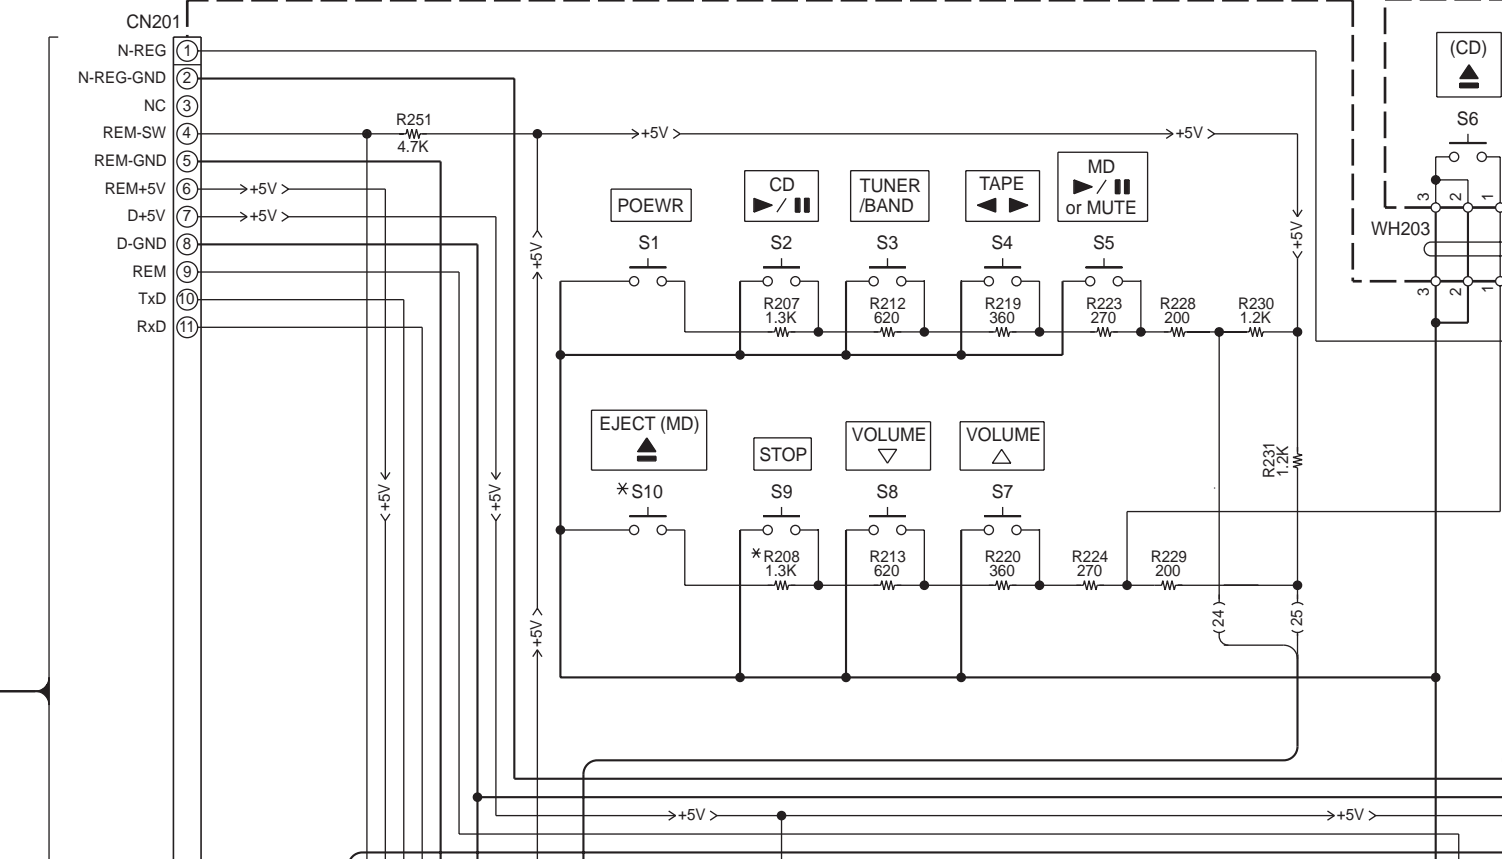 CN201
N-REG 1
N-REG-GND 2
NC 3
REM-SW 4
REM-GND 5
REM+5V 6
D+5V 7
D-GND 8
REM 9
TxD 10
RxD 11
R251
4.7K
+5V
+5V
+5V
+5V
+5V
+5V
+5V
+5V
+5V
+5V
+5V
POEWR
S1
CD
/
S2
TUNER
/BAND
S3
TAPE
S4
MD
/
or MUTE
S5
R207
1.3K
R212
620
R219
360
R223
270
R228
200
R230
1.2K
(CD)
S6
3
2
1
WH203
3
2
1
EJECT (MD)
*S10
STOP
S9
VOLUME
S8
VOLUME
S7
R231
1.2K
*R208
1.3K
R213
620
R220
360
R224
270
R229
200
(24)
(25)